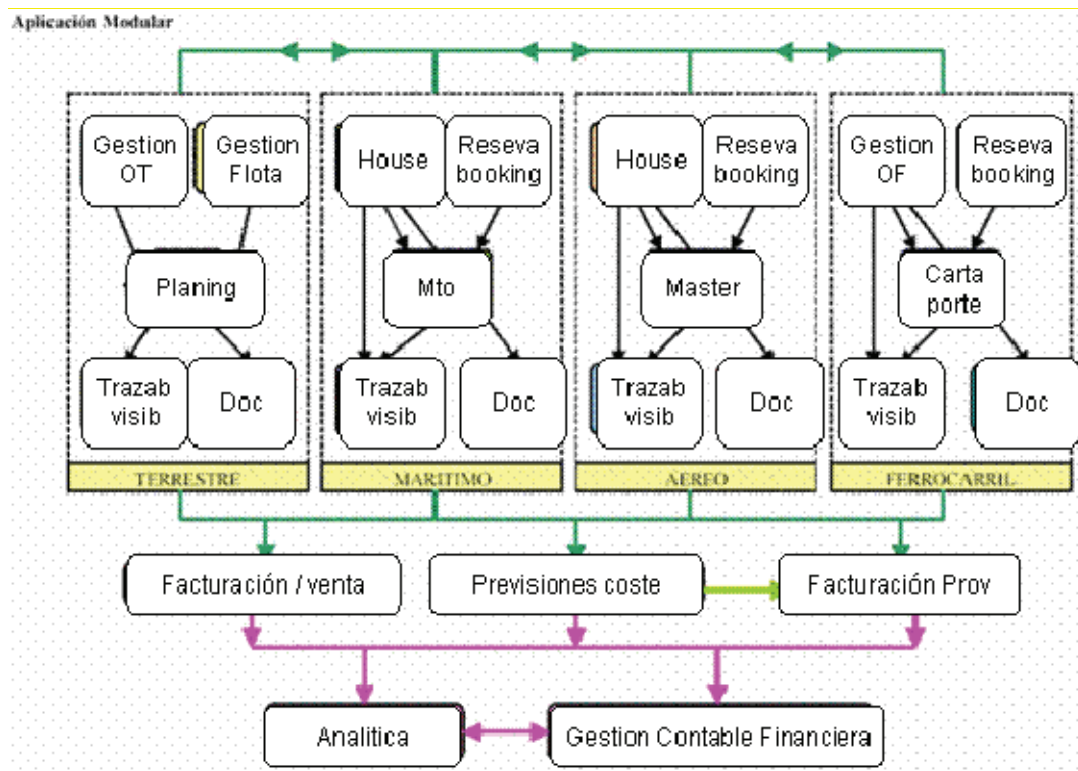 Aplicación Modular
Gestion
OT
Gestion
Flota
Planing
Trazab
visib
Doc
TERRESTRE
House
Reseva
booking
Mto
Trazab
visib
Doc
MARITIMO
House
Reseva
booking
Master
Trazab
visib
Doc
AEREO
Gestion
OF
Reseva
booking
Carta
porte
Trazab
visib
Doc
FERROCARRIL
Facturación / venta
Previsiones coste
Facturación Prov
Analitica
Gestion Contable Financiera